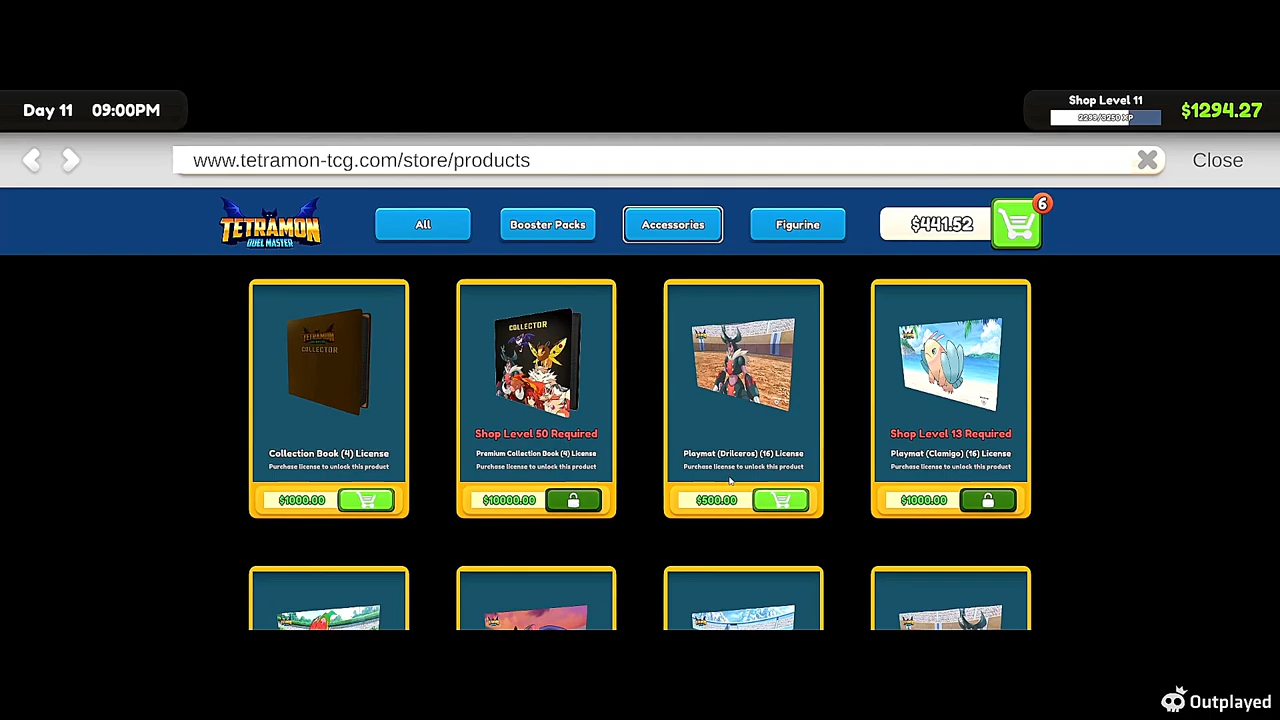 Day 11 09:00PM
Shop Level 11
2299/3250 XP
$1294.27
www.tetramon-tcg.com/store/products
Close
TETRAMON
DUEL MASTER
All
Booster Packs
Accessories
Figurine
$441.52
6
TETRAMON
COLLECTOR
Collection Book (4) License
Purchase license to unlock this product
$1000.00
COLLECTOR
Shop Level 50 Required
Premium Collection Book (4) License
Purchase license to unlock this product
$10000.00
Playmat (Drilceros) (16) License
Purchase license to unlock this product
$500.00
Shop Level 13 Required
Playmat (Clamigo) (16) License
Purchase license to unlock this product
$1000.00
Outplayed